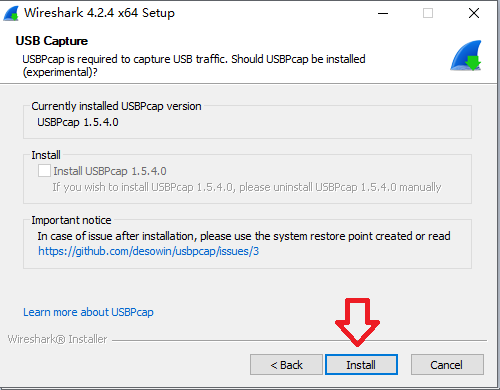 Wireshark 4.2.4 x64 Setup
USB Capture
USBPcap is required to capture USB traffic. Should USBPcap be installed
(experimental)?
Currently installed USBPcap version
USBPcap 1.5.4.0
Install
Install USBPcap 1.5.4.0
If you wish to install USBPcap 1.5.4.0, please uninstall USBPcap 1.5.4.0 manually
Important notice
In case of issue after installation, please use the system restore point created or read
https://github.com/desowin/usbpcap/issues/3
Learn more about USBPcap
Wireshark® Installer
< Back Install Cancel